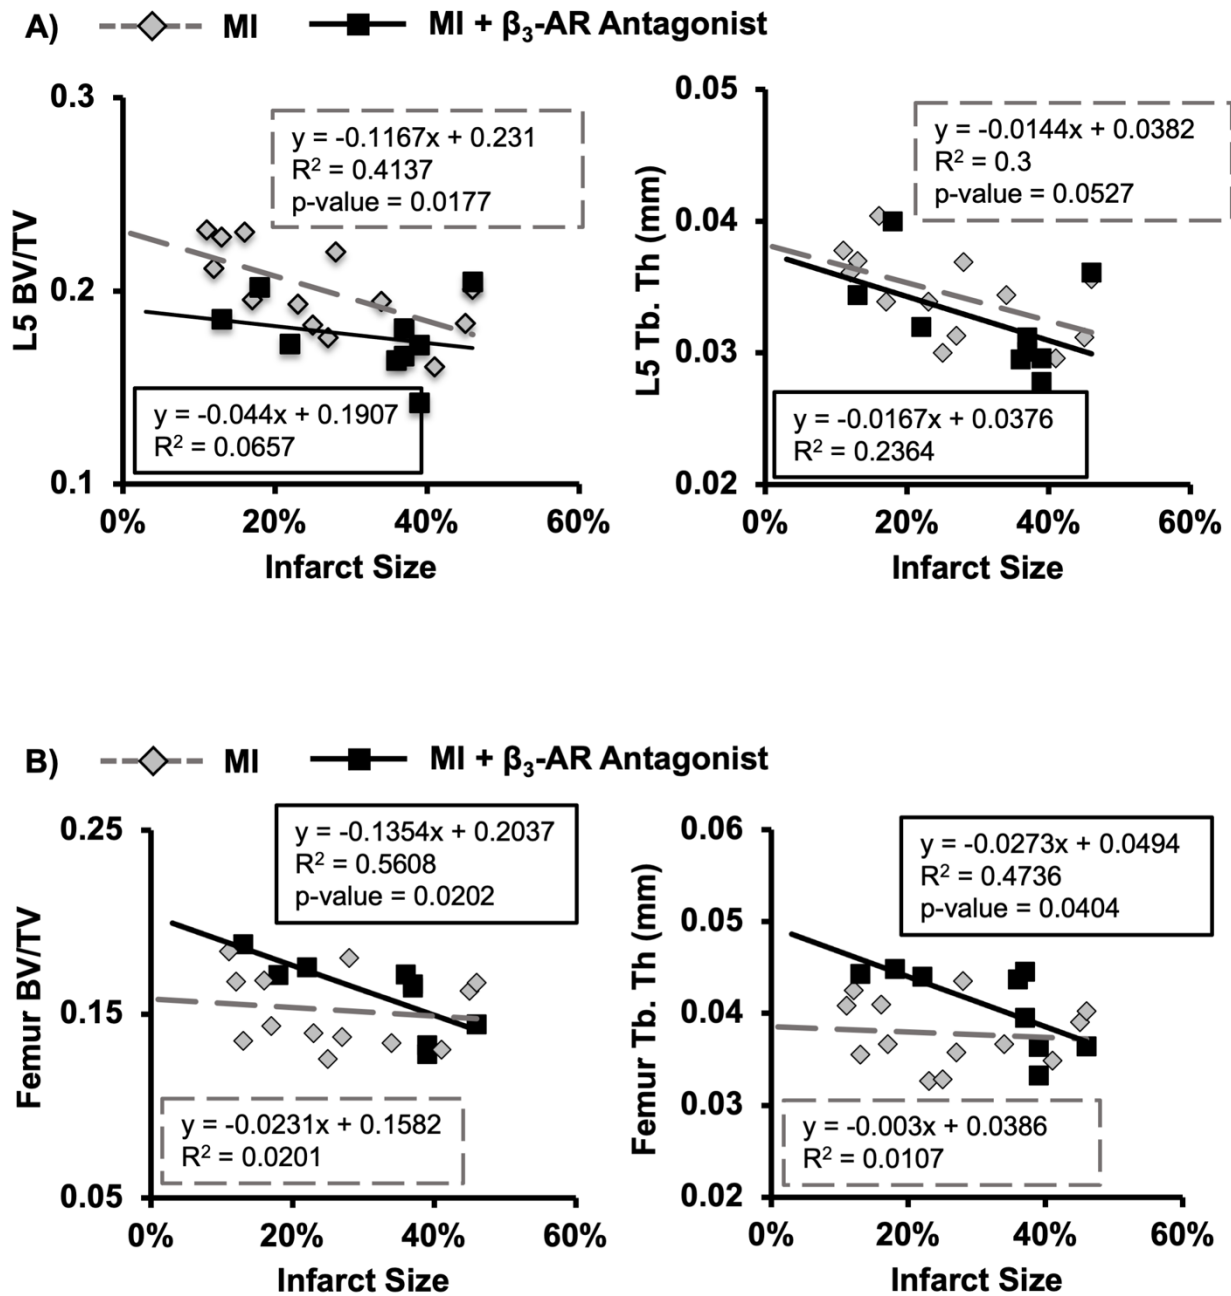 A) MI MI + β₃-AR Antagonist
L5 BV/TV
0.3
0.2
0.1
y = -0.1167x + 0.231
R² = 0.4137
p-value = 0.0177
y = -0.044x + 0.1907
R² = 0.0657
0% 20% 40% 60%
Infarct Size
L5 Tb. Th (mm)
0.05
0.04
0.03
0.02
y = -0.0144x + 0.0382
R² = 0.3
p-value = 0.0527
y = -0.0167x + 0.0376
R² = 0.2364
0% 20% 40% 60%
Infarct Size
B) MI MI + β₃-AR Antagonist
Femur BV/TV
0.25
0.15
0.05
y = -0.1354x + 0.2037
R² = 0.5608
p-value = 0.0202
y = -0.0231x + 0.1582
R² = 0.0201
0% 20% 40% 60%
Infarct Size
Femur Tb. Th (mm)
0.06
0.05
0.04
0.03
0.02
y = -0.0273x + 0.0494
R² = 0.4736
p-value = 0.0404
y = -0.003x + 0.0386
R² = 0.0107
0% 20% 40% 60%
Infarct Size